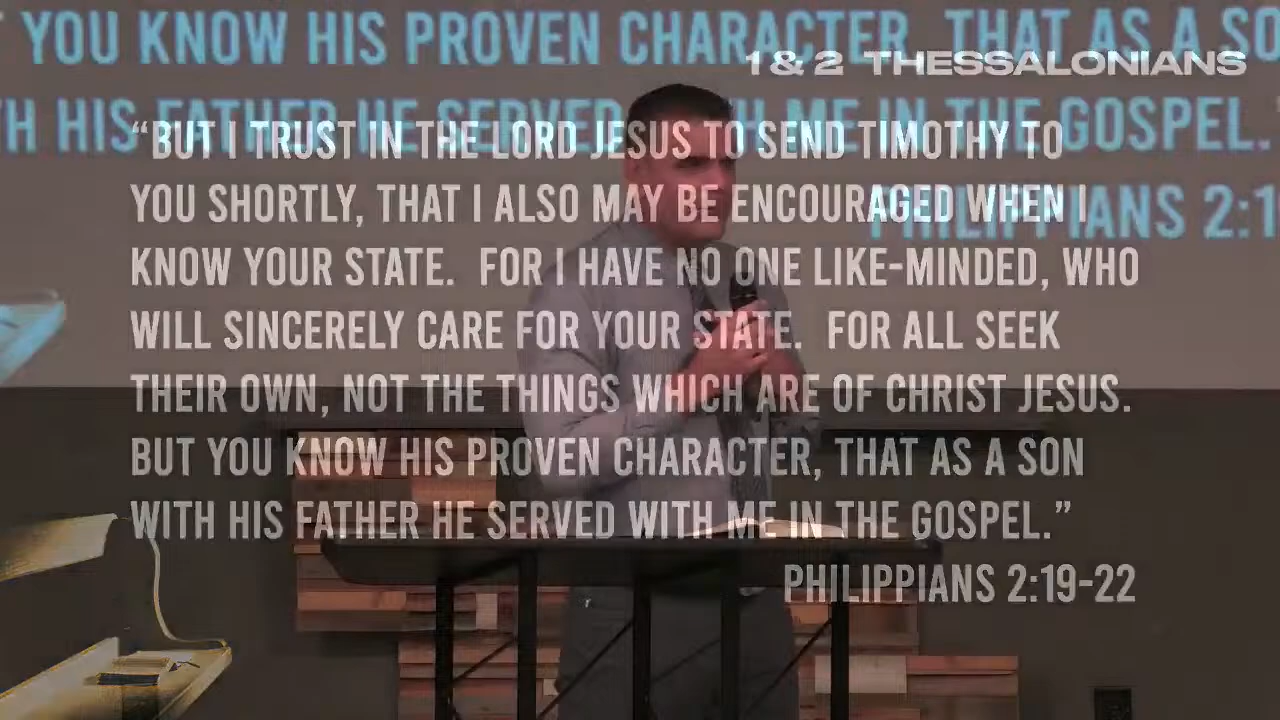 YOU KNOW HIS PROVEN CHARACTER, THAT AS A SO
1 & 2 THESSALONIANS
H HIS FATHER HE SERVED WITH ME IN THE GOSPEL.
“BUT I TRUST IN THE LORD JESUS TO SEND TIMOTHY TO
YOU SHORTLY, THAT I ALSO MAY BE ENCOURAGED WHEN I
PHILIPPIANS 2:1
KNOW YOUR STATE. FOR I HAVE NO ONE LIKE-MINDED, WHO
WILL SINCERELY CARE FOR YOUR STATE. FOR ALL SEEK
THEIR OWN, NOT THE THINGS WHICH ARE OF CHRIST JESUS.
BUT YOU KNOW HIS PROVEN CHARACTER, THAT AS A SON
WITH HIS FATHER HE SERVED WITH ME IN THE GOSPEL.”
PHILIPPIANS 2:19-22